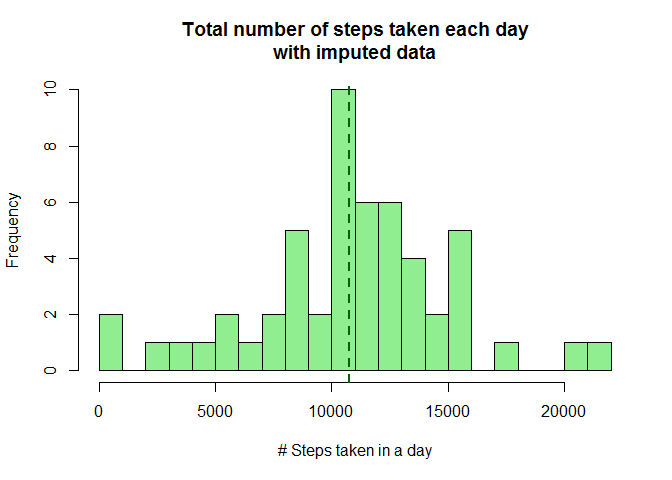 Total number of steps taken each day
with imputed data
Frequency
10
8
6
4
2
0
0 5000 10000 15000 20000
# Steps taken in a day